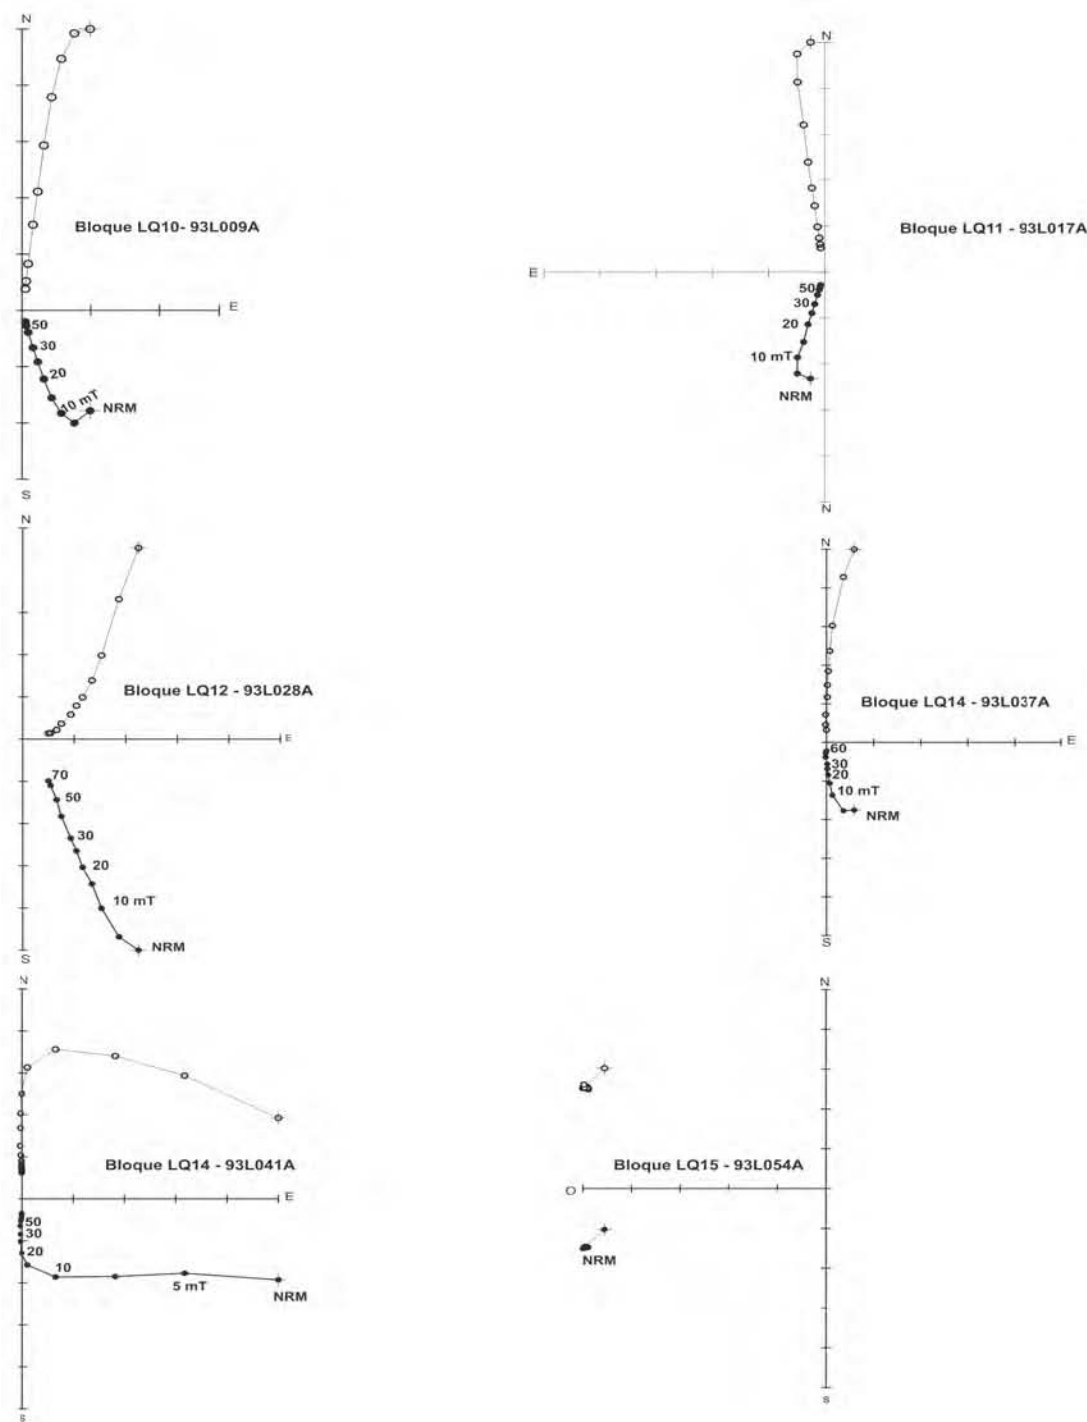 N
Bloque LQ10- 93L009A
E
50
30
20
10 mT
NRM
S
N
Bloque LQ11 - 93L017A
E
50
30
20
10 mT
NRM
N
N
Bloque LQ12 - 93L028A
E
70
50
30
20
10 mT
NRM
S
N
Bloque LQ14 - 93L037A
E
60
30
20
10 mT
NRM
S
N
Bloque LQ14 - 93L041A
E
50
30
20
10
5 mT
NRM
s
N
Bloque LQ15 - 93L054A
O
NRM
s